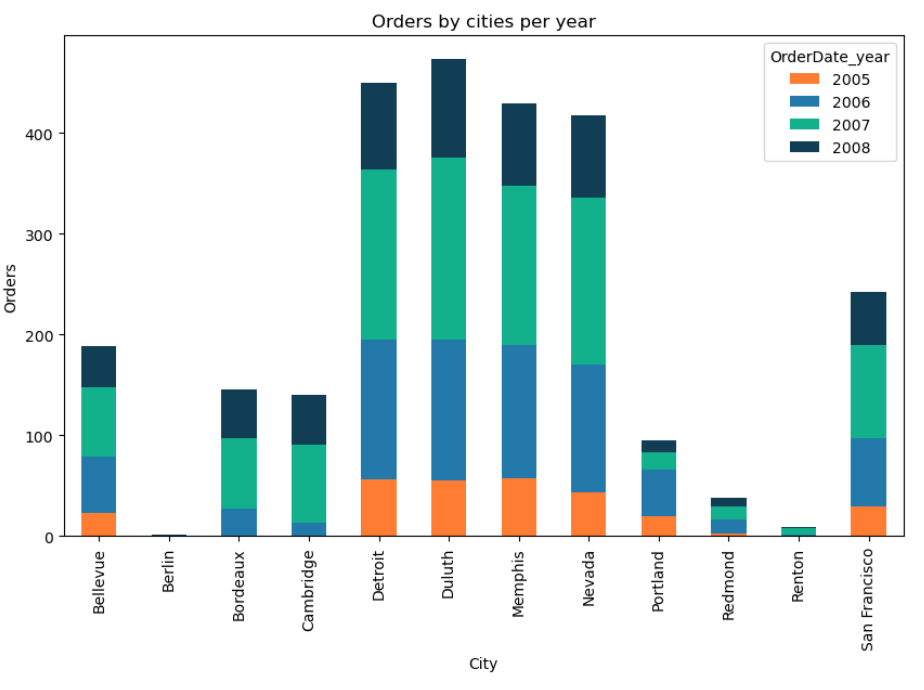 Orders by cities per year
OrderDate_year
2005
2006
2007
2008
Orders
400
300
200
100
0
Bellevue
Berlin
Bordeaux
Cambridge
Detroit
Duluth
Memphis
Nevada
Portland
Redmond
Renton
San Francisco
City